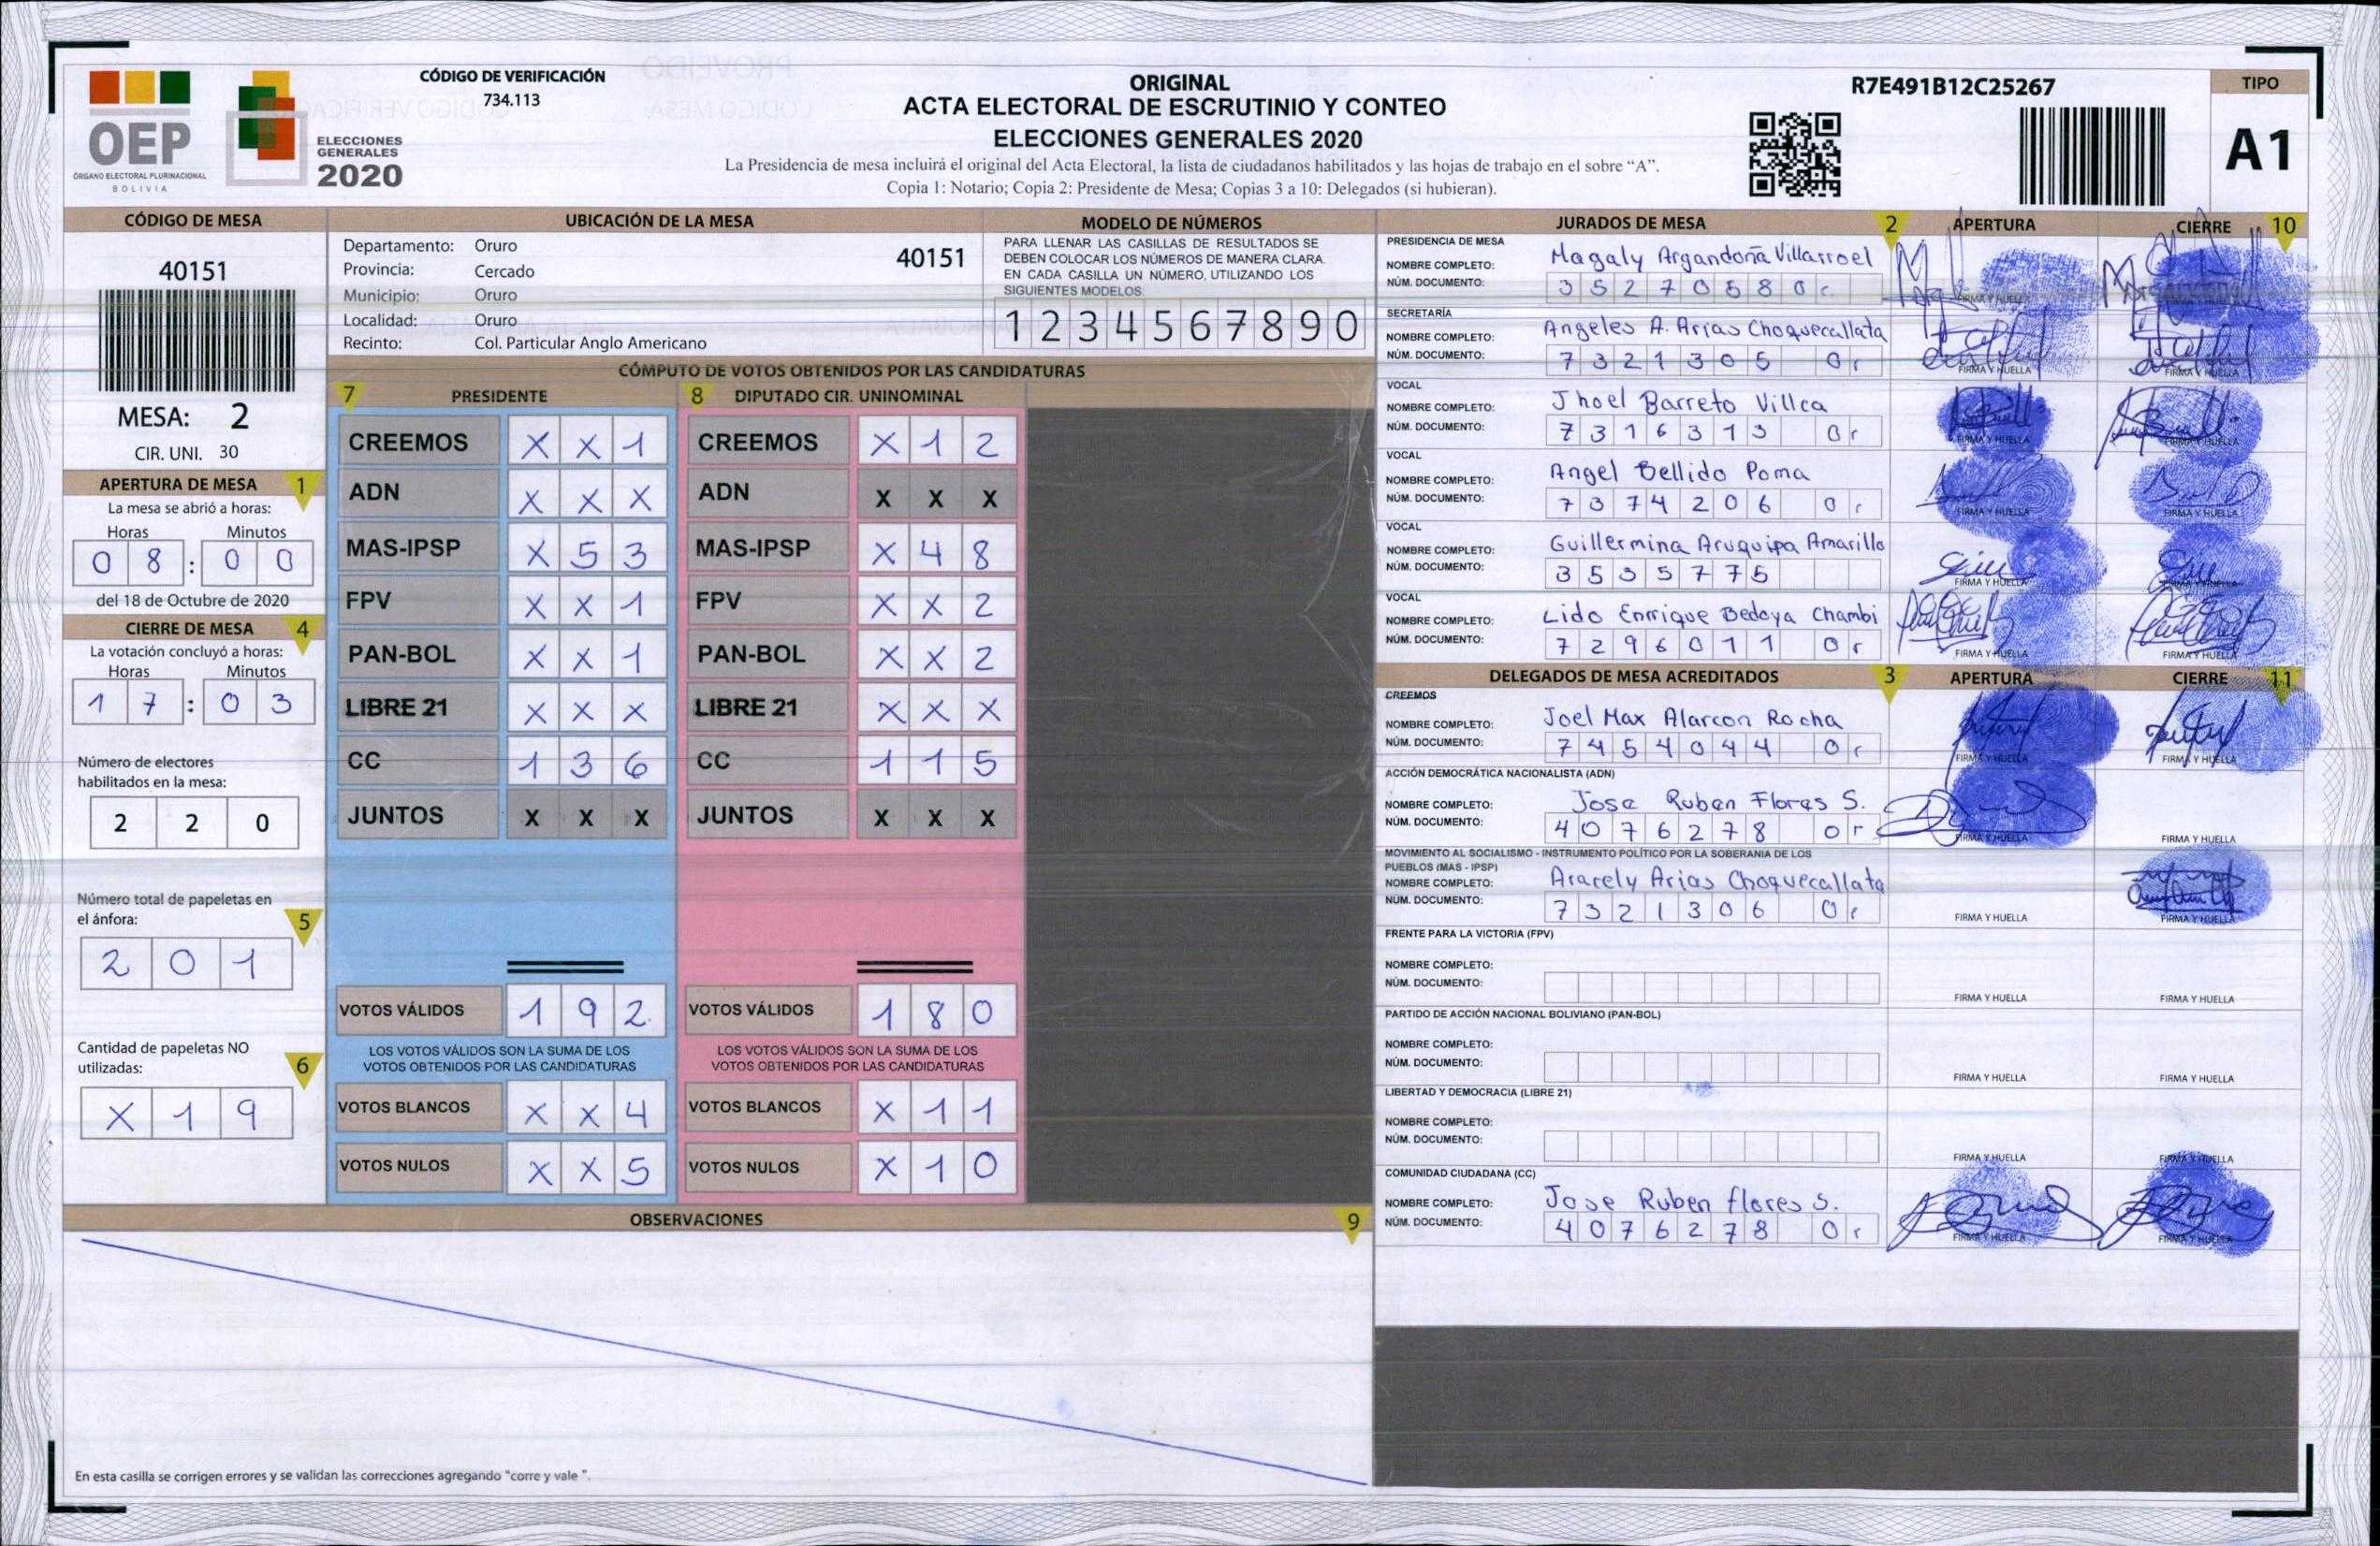 CÓDIGO DE VERIFICACIÓN
734.113
OEP
ÓRGANO ELECTORAL PLURINACIONAL
BOLIVIA
ELECCIONES
GENERALES
2020
ORIGINAL
ACTA ELECTORAL DE ESCRUTINIO Y CONTEO
ELECCIONES GENERALES 2020
La Presidencia de mesa incluirá el original del Acta Electoral, la lista de ciudadanos habilitados y las hojas de trabajo en el sobre “A”.
Copia 1: Notario; Copia 2: Presidente de Mesa; Copias 3 a 10: Delegados (si hubieran).
R7E491B12C25267
TIPO
A1
CÓDIGO DE MESA
40151
MESA: 2
CIR. UNI. 30
APERTURA DE MESA 1
La mesa se abrió a horas:
Horas Minutos
0 8 : 0 0
del 18 de Octubre de 2020
CIERRE DE MESA 4
La votación concluyó a horas:
Horas Minutos
1 7 : 0 3
Número de electores
habilitados en la mesa:
2 2 0
Número total de papeletas en
el ánfora: 5
2 0 1
Cantidad de papeletas NO
utilizadas: 6
X 1 9
UBICACIÓN DE LA MESA
Departamento: Oruro
40151
Provincia: Cercado
Municipio: Oruro
Localidad: Oruro
Recinto: Col. Particular Anglo Americano
MODELO DE NÚMEROS
PARA LLENAR LAS CASILLAS DE RESULTADOS SE
DEBEN COLOCAR LOS NÚMEROS DE MANERA CLARA.
EN CADA CASILLA UN NÚMERO, UTILIZANDO LOS
SIGUIENTES MODELOS:
1 2 3 4 5 6 7 8 9 0
CÓMPUTO DE VOTOS OBTENIDOS POR LAS CANDIDATURAS
7 PRESIDENTE
CREEMOS X X 1
ADN X X X
MAS-IPSP X 5 3
FPV X X 1
PAN-BOL X X 1
LIBRE 21 X X X
CC 1 3 6
JUNTOS X X X
VOTOS VÁLIDOS 1 9 2
LOS VOTOS VÁLIDOS SON LA SUMA DE LOS
VOTOS OBTENIDOS POR LAS CANDIDATURAS
VOTOS BLANCOS X X 4
VOTOS NULOS X X 5
8 DIPUTADO CIR. UNINOMINAL
CREEMOS X 1 2
ADN X X X
MAS-IPSP X 4 8
FPV X X 2
PAN-BOL X X 2
LIBRE 21 X X X
CC 1 1 5
JUNTOS X X X
VOTOS VÁLIDOS 1 8 0
LOS VOTOS VÁLIDOS SON LA SUMA DE LOS
VOTOS OBTENIDOS POR LAS CANDIDATURAS
VOTOS BLANCOS X 1 1
VOTOS NULOS X 1 0
OBSERVACIONES 9
En esta casilla se corrigen errores y se validan las correcciones agregando "corre y vale ".
JURADOS DE MESA 2 APERTURA CIERRE 10
PRESIDENCIA DE MESA
NOMBRE COMPLETO: Magaly Argandoña Villarroel
NÚM. DOCUMENTO: 3 5 2 7 0 5 8 0 r
FIRMA Y HUELLA
SECRETARÍA
NOMBRE COMPLETO: Angeles A. Arias Choquecallata
NÚM. DOCUMENTO: 7 3 2 1 3 0 5 0 r
FIRMA Y HUELLA FIRMA Y HUELLA
VOCAL
NOMBRE COMPLETO: Jhoel Barreto Villca
NÚM. DOCUMENTO: 7 3 1 6 3 1 3 0 r
FIRMA Y HUELLA FIRMA Y HUELLA
VOCAL
NOMBRE COMPLETO: Angel Bellido Poma
NÚM. DOCUMENTO: 7 3 7 4 2 0 6 0 r
FIRMA Y HUELLA FIRMA Y HUELLA
VOCAL
NOMBRE COMPLETO: Guillermina Aruquipa Amarillo
NÚM. DOCUMENTO: 3 5 3 5 7 7 5
FIRMA Y HUELLA FIRMA Y HUELLA
VOCAL
NOMBRE COMPLETO: Lido Enrrique Bedoya Chambi
NÚM. DOCUMENTO: 7 2 9 6 0 1 1 0 r
FIRMA Y HUELLA FIRMA Y HUELLA
DELEGADOS DE MESA ACREDITADOS 3 APERTURA CIERRE 11
CREEMOS
NOMBRE COMPLETO: Joel Max Alarcon Rocha
NÚM. DOCUMENTO: 7 4 5 4 0 4 4 0 r
FIRMA Y HUELLA FIRMA Y HUELLA
ACCIÓN DEMOCRÁTICA NACIONALISTA (ADN)
NOMBRE COMPLETO: Jose Ruben Flores S.
NÚM. DOCUMENTO: 4 0 7 6 2 7 8 0 r
FIRMA Y HUELLA FIRMA Y HUELLA
MOVIMIENTO AL SOCIALISMO - INSTRUMENTO POLÍTICO POR LA SOBERANIA DE LOS
PUEBLOS (MAS - IPSP)
NOMBRE COMPLETO: Aracely Arias Choquecallata
NÚM. DOCUMENTO: 7 3 2 1 3 0 6 0 r
FIRMA Y HUELLA FIRMA Y HUELLA
FRENTE PARA LA VICTORIA (FPV)
NOMBRE COMPLETO:
NÚM. DOCUMENTO:
FIRMA Y HUELLA FIRMA Y HUELLA
PARTIDO DE ACCIÓN NACIONAL BOLIVIANO (PAN-BOL)
NOMBRE COMPLETO:
NÚM. DOCUMENTO:
FIRMA Y HUELLA FIRMA Y HUELLA
LIBERTAD Y DEMOCRACIA (LIBRE 21)
NOMBRE COMPLETO:
NÚM. DOCUMENTO:
FIRMA Y HUELLA FIRMA Y HUELLA
COMUNIDAD CIUDADANA (CC)
NOMBRE COMPLETO: Jose Ruben flores S.
NÚM. DOCUMENTO: 4 0 7 6 2 7 8 0 r
FIRMA Y HUELLA FIRMA Y HUELLA